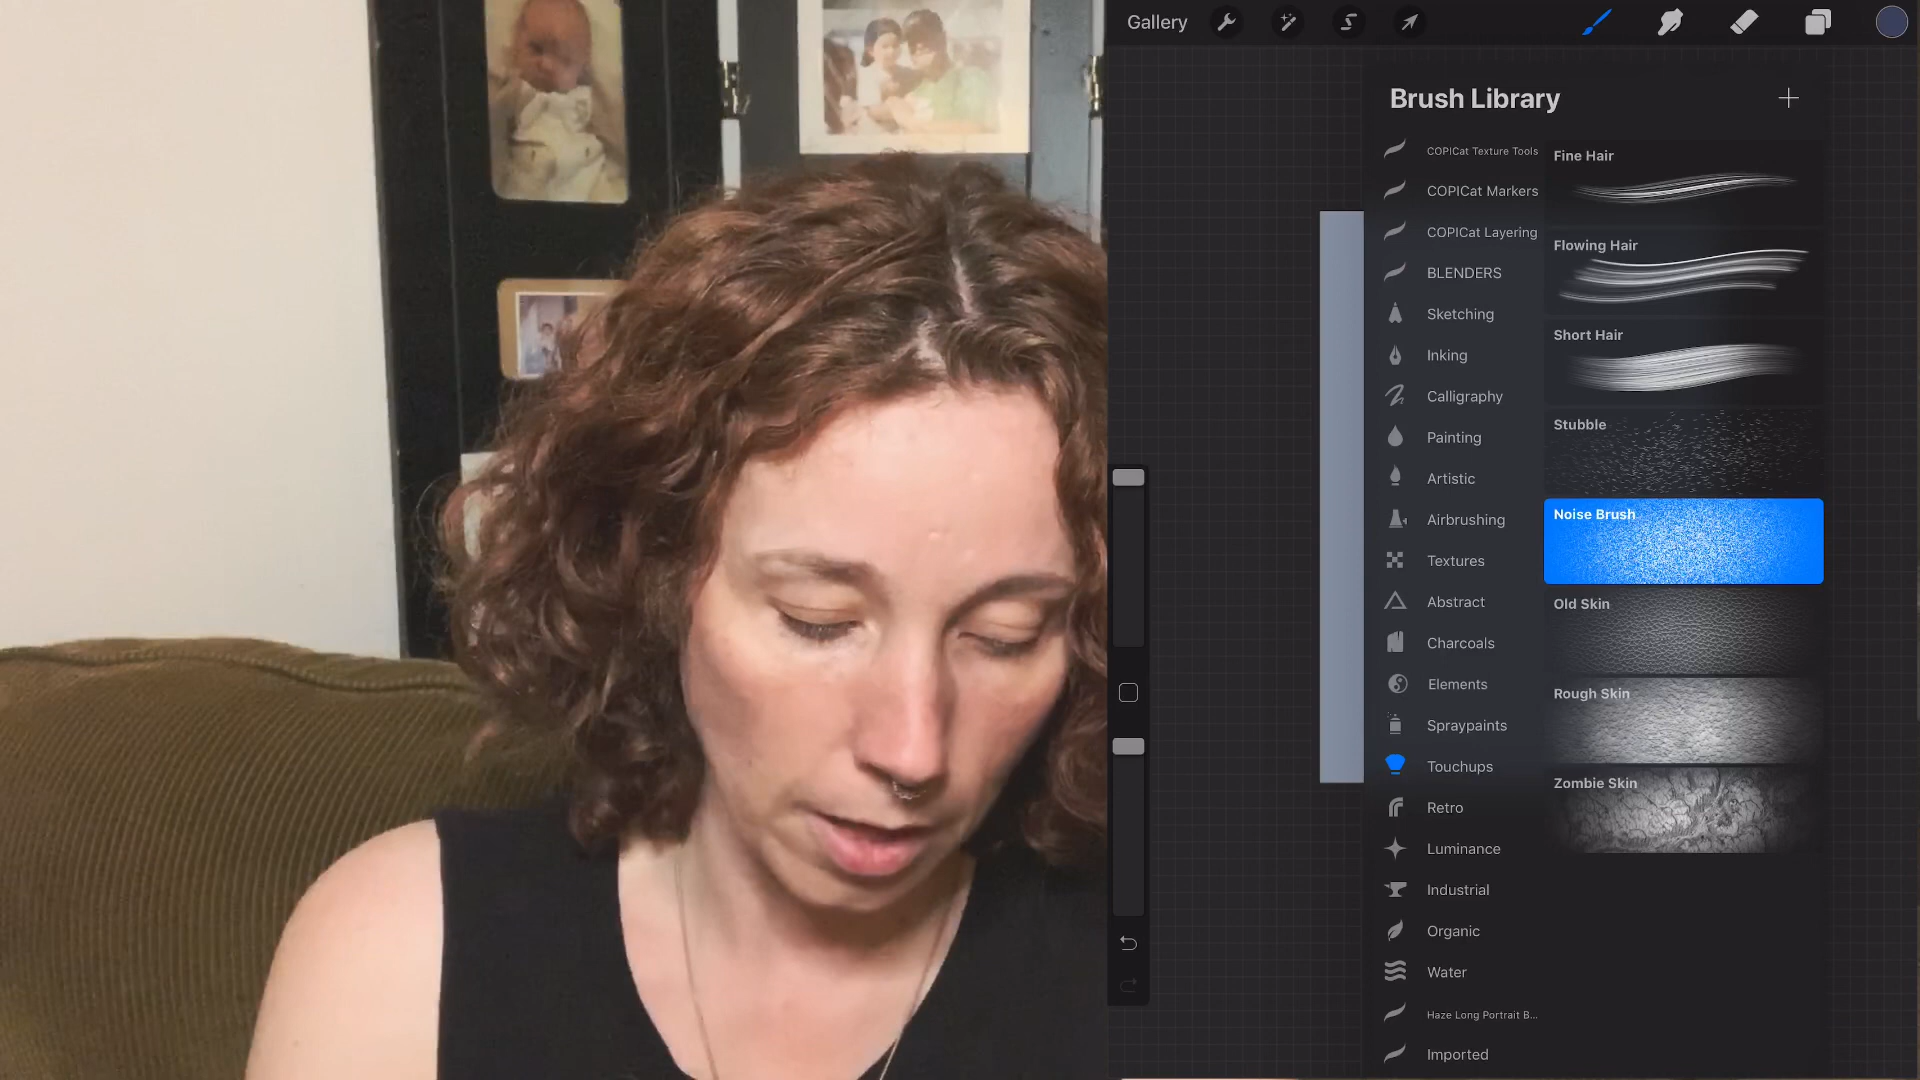 Gallery
Brush Library
COPICat Texture Tools
COPICat Markers
COPICat Layering
BLENDERS
Sketching
Inking
Calligraphy
Painting
Artistic
Airbrushing
Textures
Abstract
Charcoals
Elements
Spraypaints
Touchups
Retro
Luminance
Industrial
Organic
Water
Haze Long Portrait B...
Imported
Fine Hair
Flowing Hair
Short Hair
Stubble
Noise Brush
Old Skin
Rough Skin
Zombie Skin